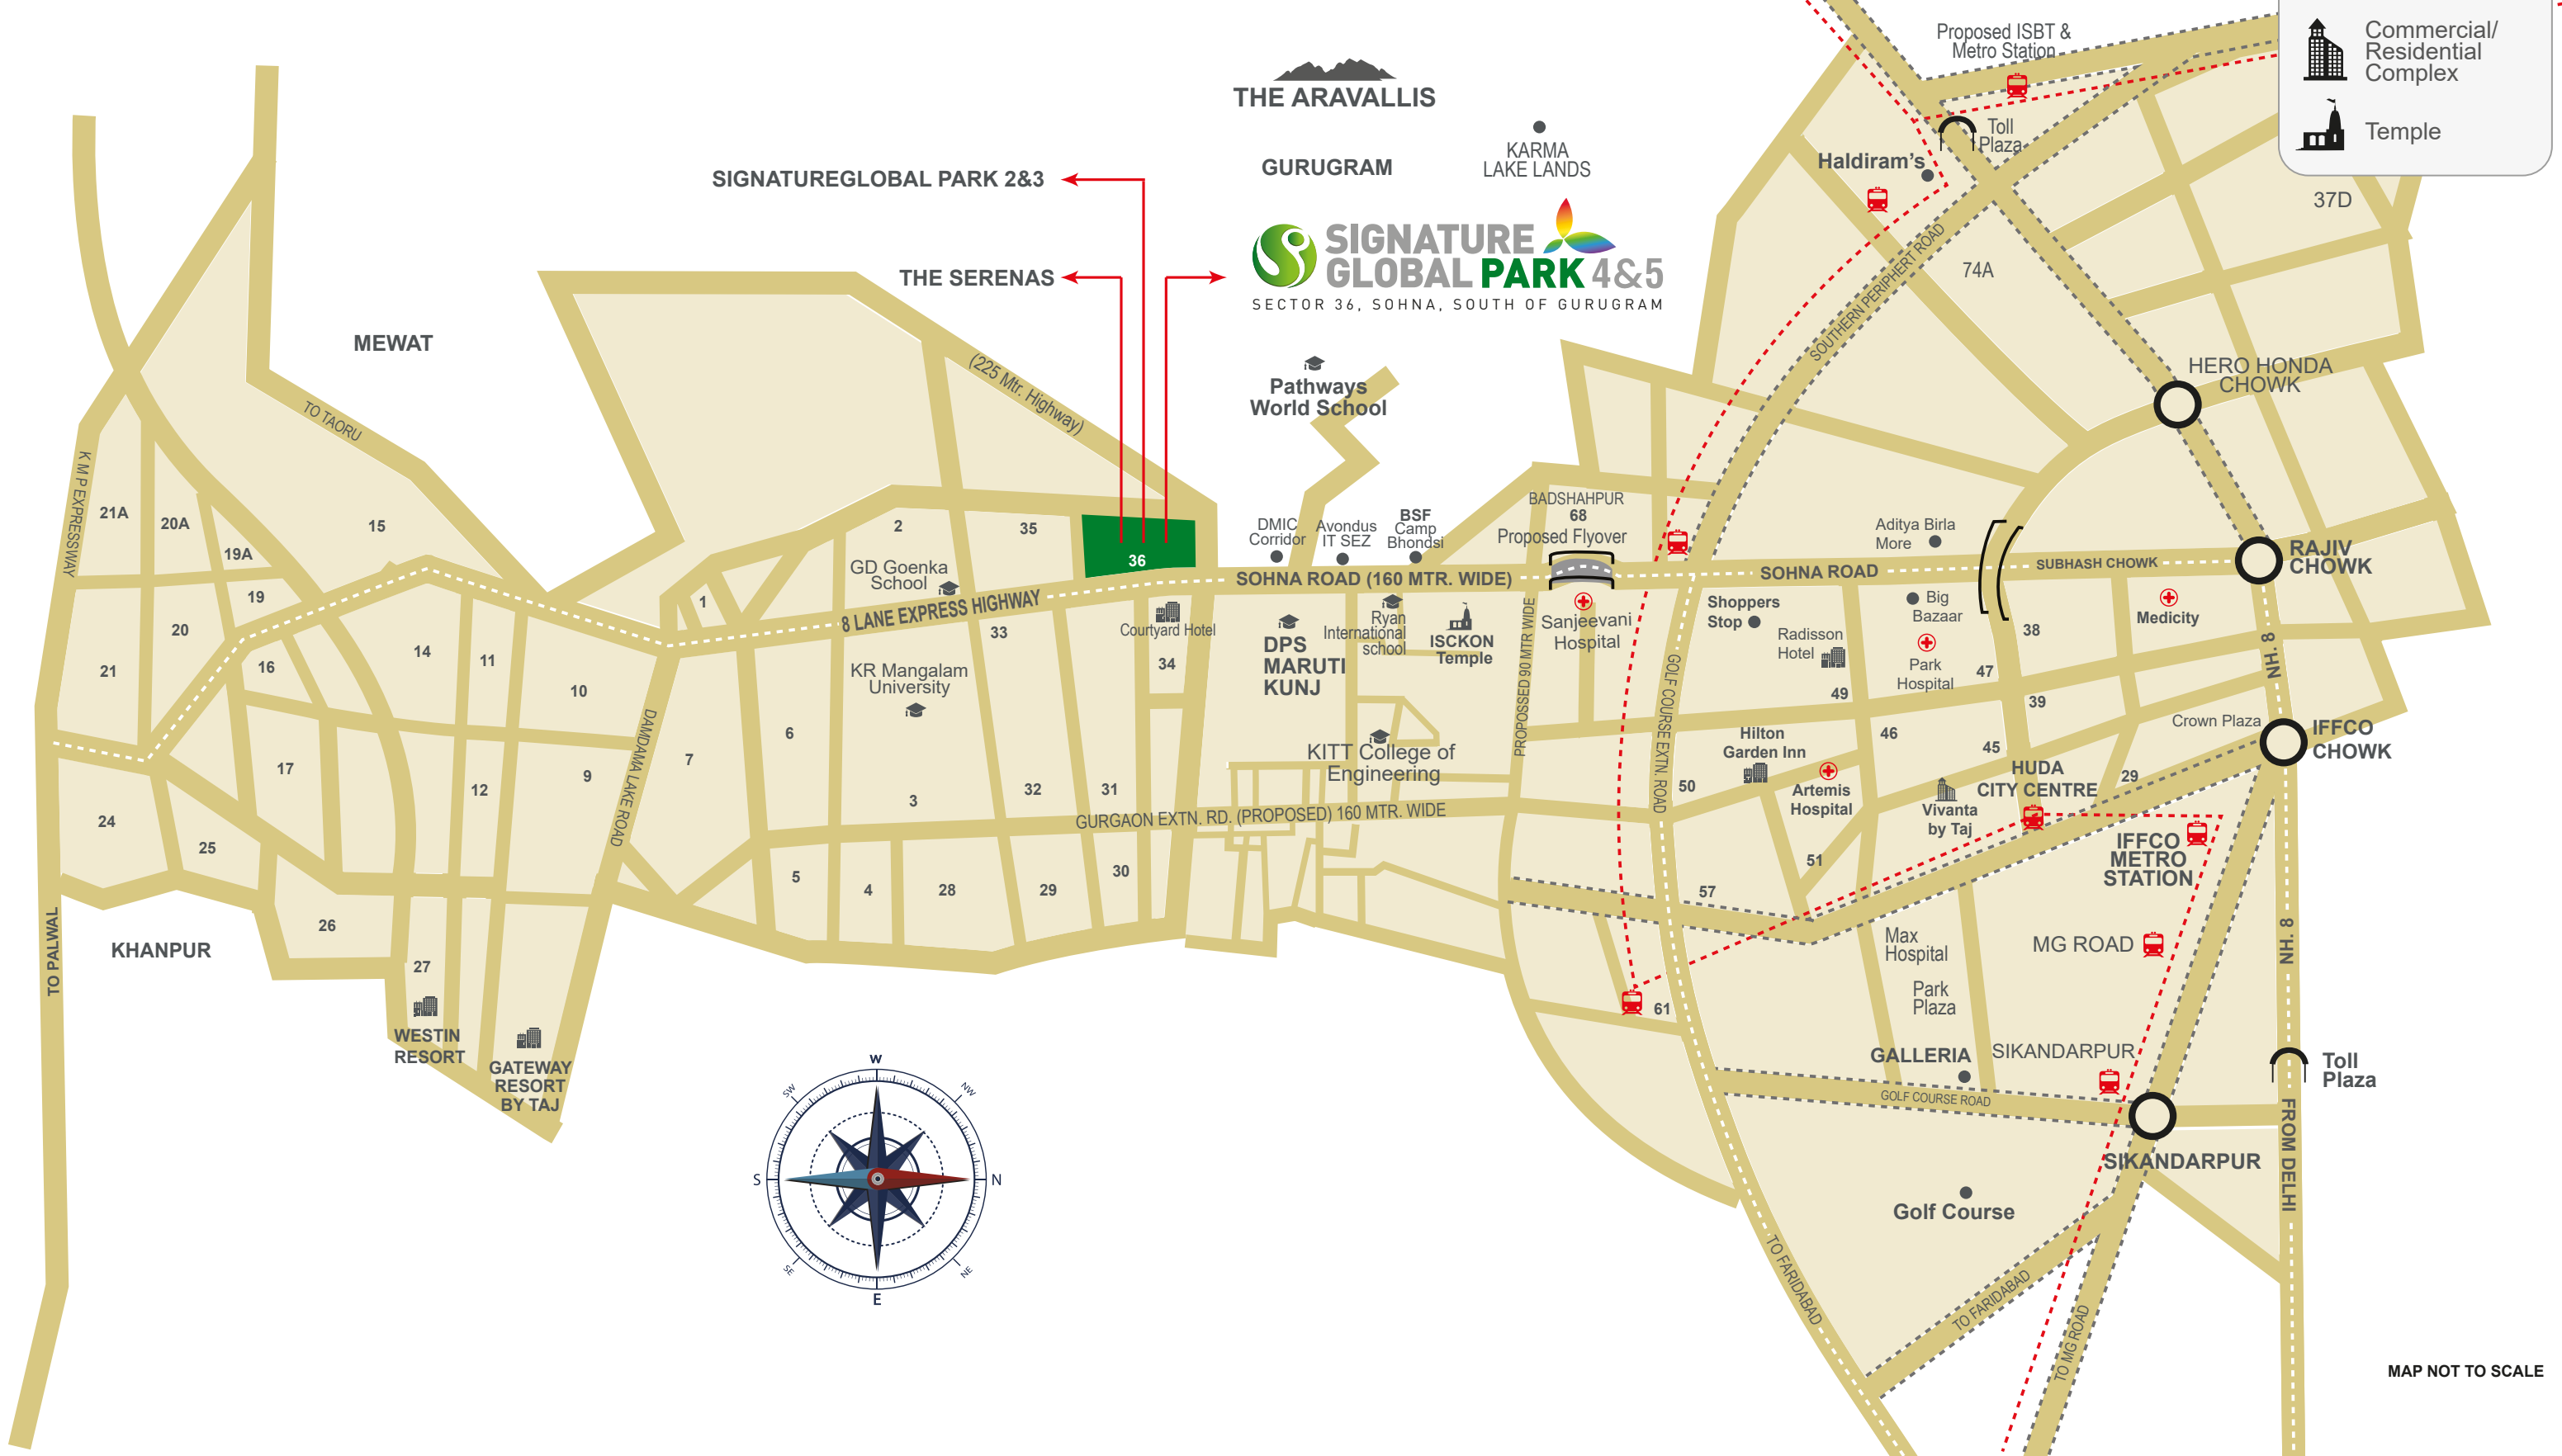 Commercial/
Residential
Complex
Temple
Proposed ISBT &
Metro Station
Toll
Plaza
Haldiram's
37D
THE ARAVALLIS
GURUGRAM
KARMA
LAKE LANDS
SIGNATUREGLOBAL PARK 2&3
THE SERENAS
SIGNATURE
GLOBAL PARK 4&5
SECTOR 36, SOHNA, SOUTH OF GURUGRAM
SOUTHERN PERIPHERT ROAD
74A
MEWAT
TO TAORU
(225 Mtr. Highway)
Pathways
World School
HERO HONDA
CHOWK
K M P EXPRESSWAY
21A
20A
19A
15
2
35
36
DMIC
Corridor
Avondus
IT SEZ
BSF
Camp
Bhondsi
BADSHAHPUR
68
Proposed Flyover
Aditya Birla
More
RAJIV
CHOWK
SUBHASH CHOWK
SOHNA ROAD
SOHNA ROAD (160 MTR. WIDE)
8 LANE EXPRESS HIGHWAY
GD Goenka
School
1
19
20
21
16
14
11
10
33
Courtyard Hotel
34
DPS
MARUTI
KUNJ
Ryan
International
school
ISCKON
Temple
PROPOSSED 90 MTR WIDE
Sanjeevani
Hospital
GOLF COURSE EXTN. ROAD
Shoppers
Stop
Radisson
Hotel
Big
Bazaar
Park
Hospital
38
47
39
49
Medicity
NH. 8
KR Mangalam
University
DAMDAMA LAKE ROAD
7
6
3
32
31
KITT College of
Engineering
GURGAON EXTN. RD. (PROPOSED) 160 MTR. WIDE
Hilton
Garden Inn
46
45
50
Artemis
Hospital
Vivanta
by Taj
HUDA
CITY CENTRE
29
Crown Plaza
IFFCO
CHOWK
IFFCO
METRO
STATION
17
12
9
24
25
26
27
5
4
28
29
30
51
57
61
TO PALWAL
KHANPUR
WESTIN
RESORT
GATEWAY
RESORT
BY TAJ
Max
Hospital
Park
Plaza
MG ROAD
NH. 8
GALLERIA
SIKANDARPUR
GOLF COURSE ROAD
Toll
Plaza
FROM DELHI
SIKANDARPUR
Golf Course
TO FARIDABAD
TO FARIDABAD
TO MG ROAD
W
NW
N
NE
E
SE
S
SW
MAP NOT TO SCALE